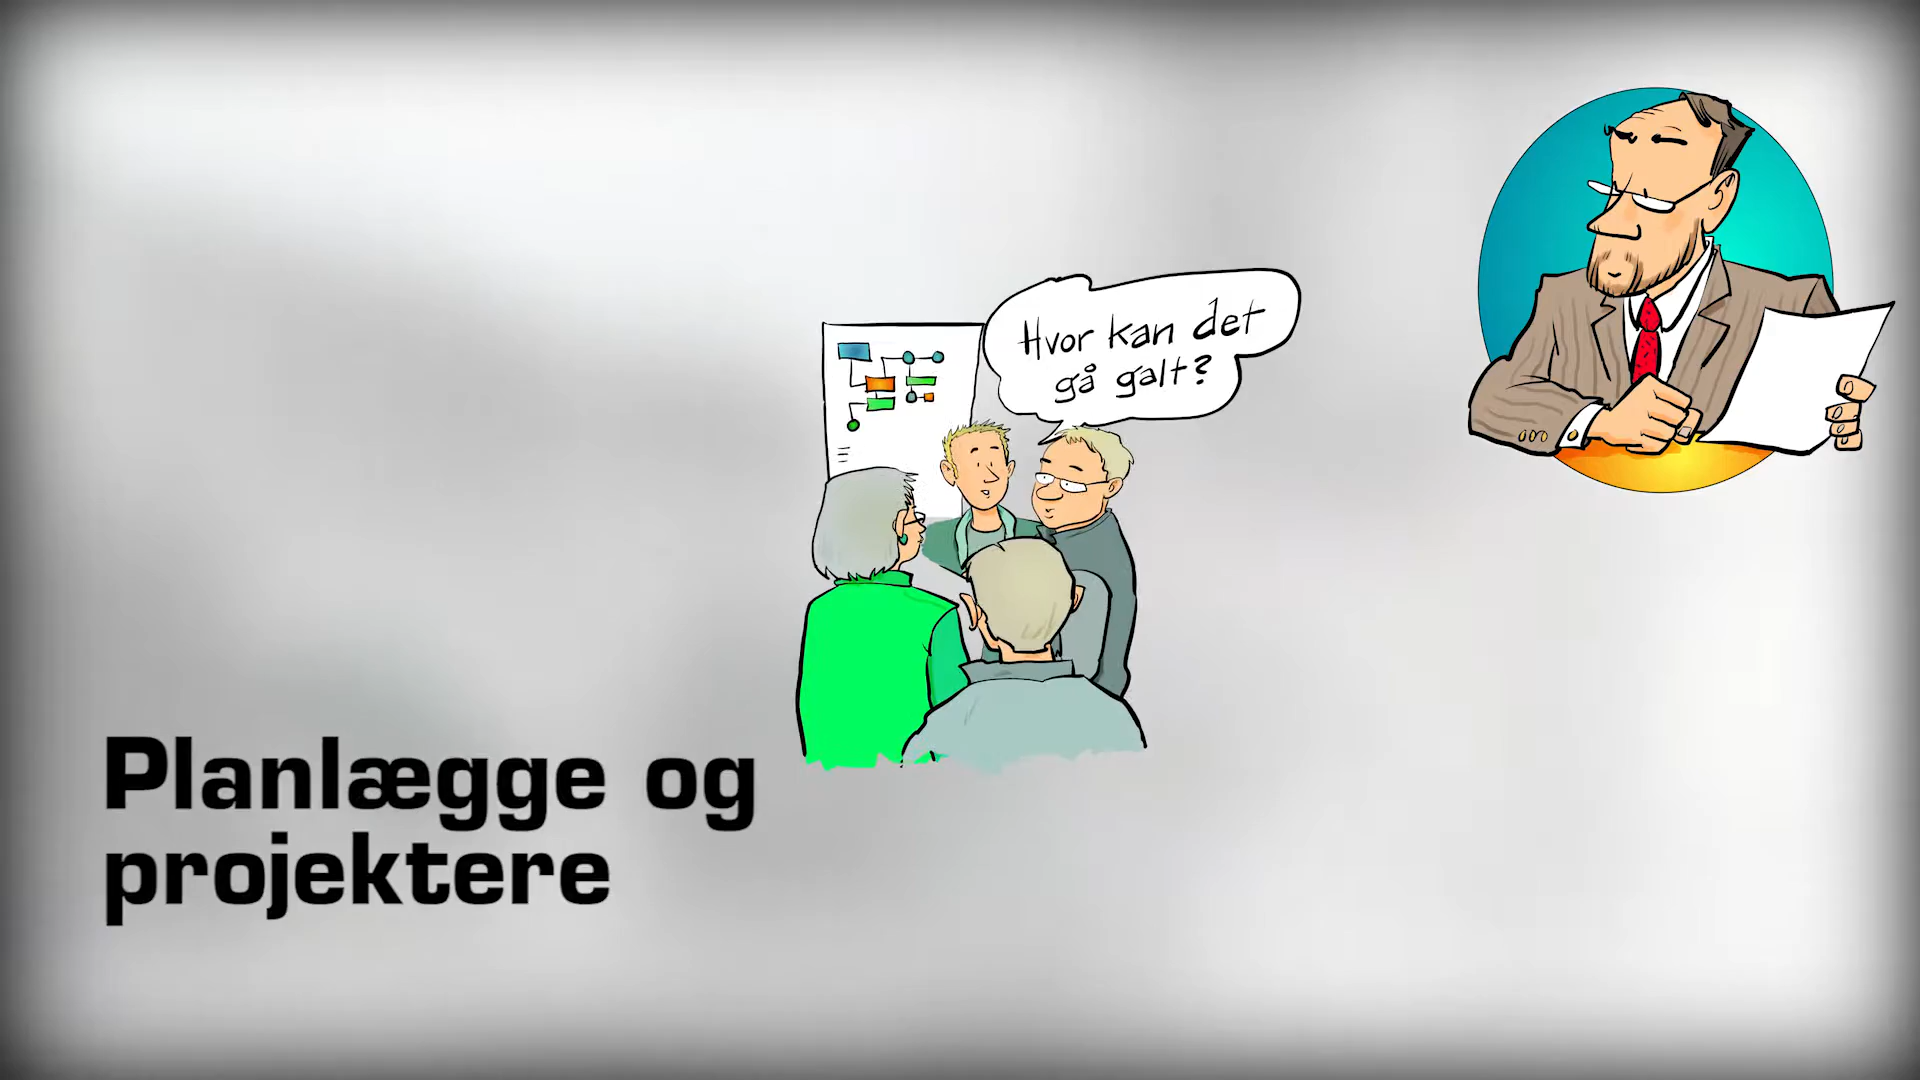 Hvor kan det
gå galt?
Planlægge og
projektere